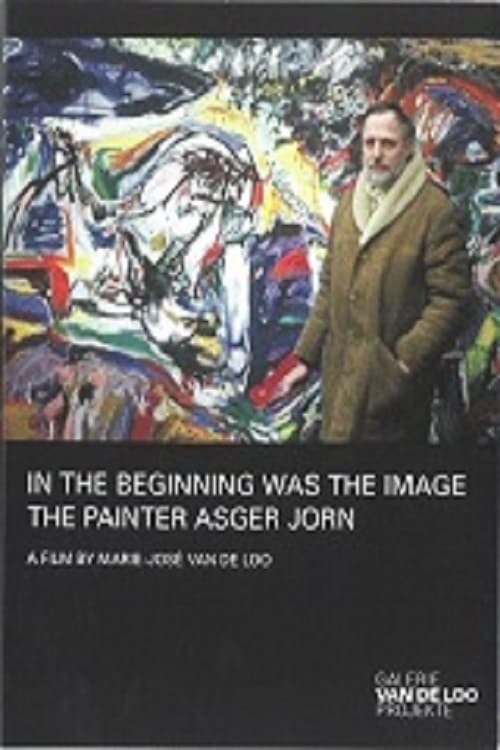 IN THE BEGINNING WAS THE IMAGE
THE PAINTER ASGER JORN
A FILM BY MARIE-JOSÉ VAN DE LOO
GALERIE
VAN DE LOO
PROJEKTE